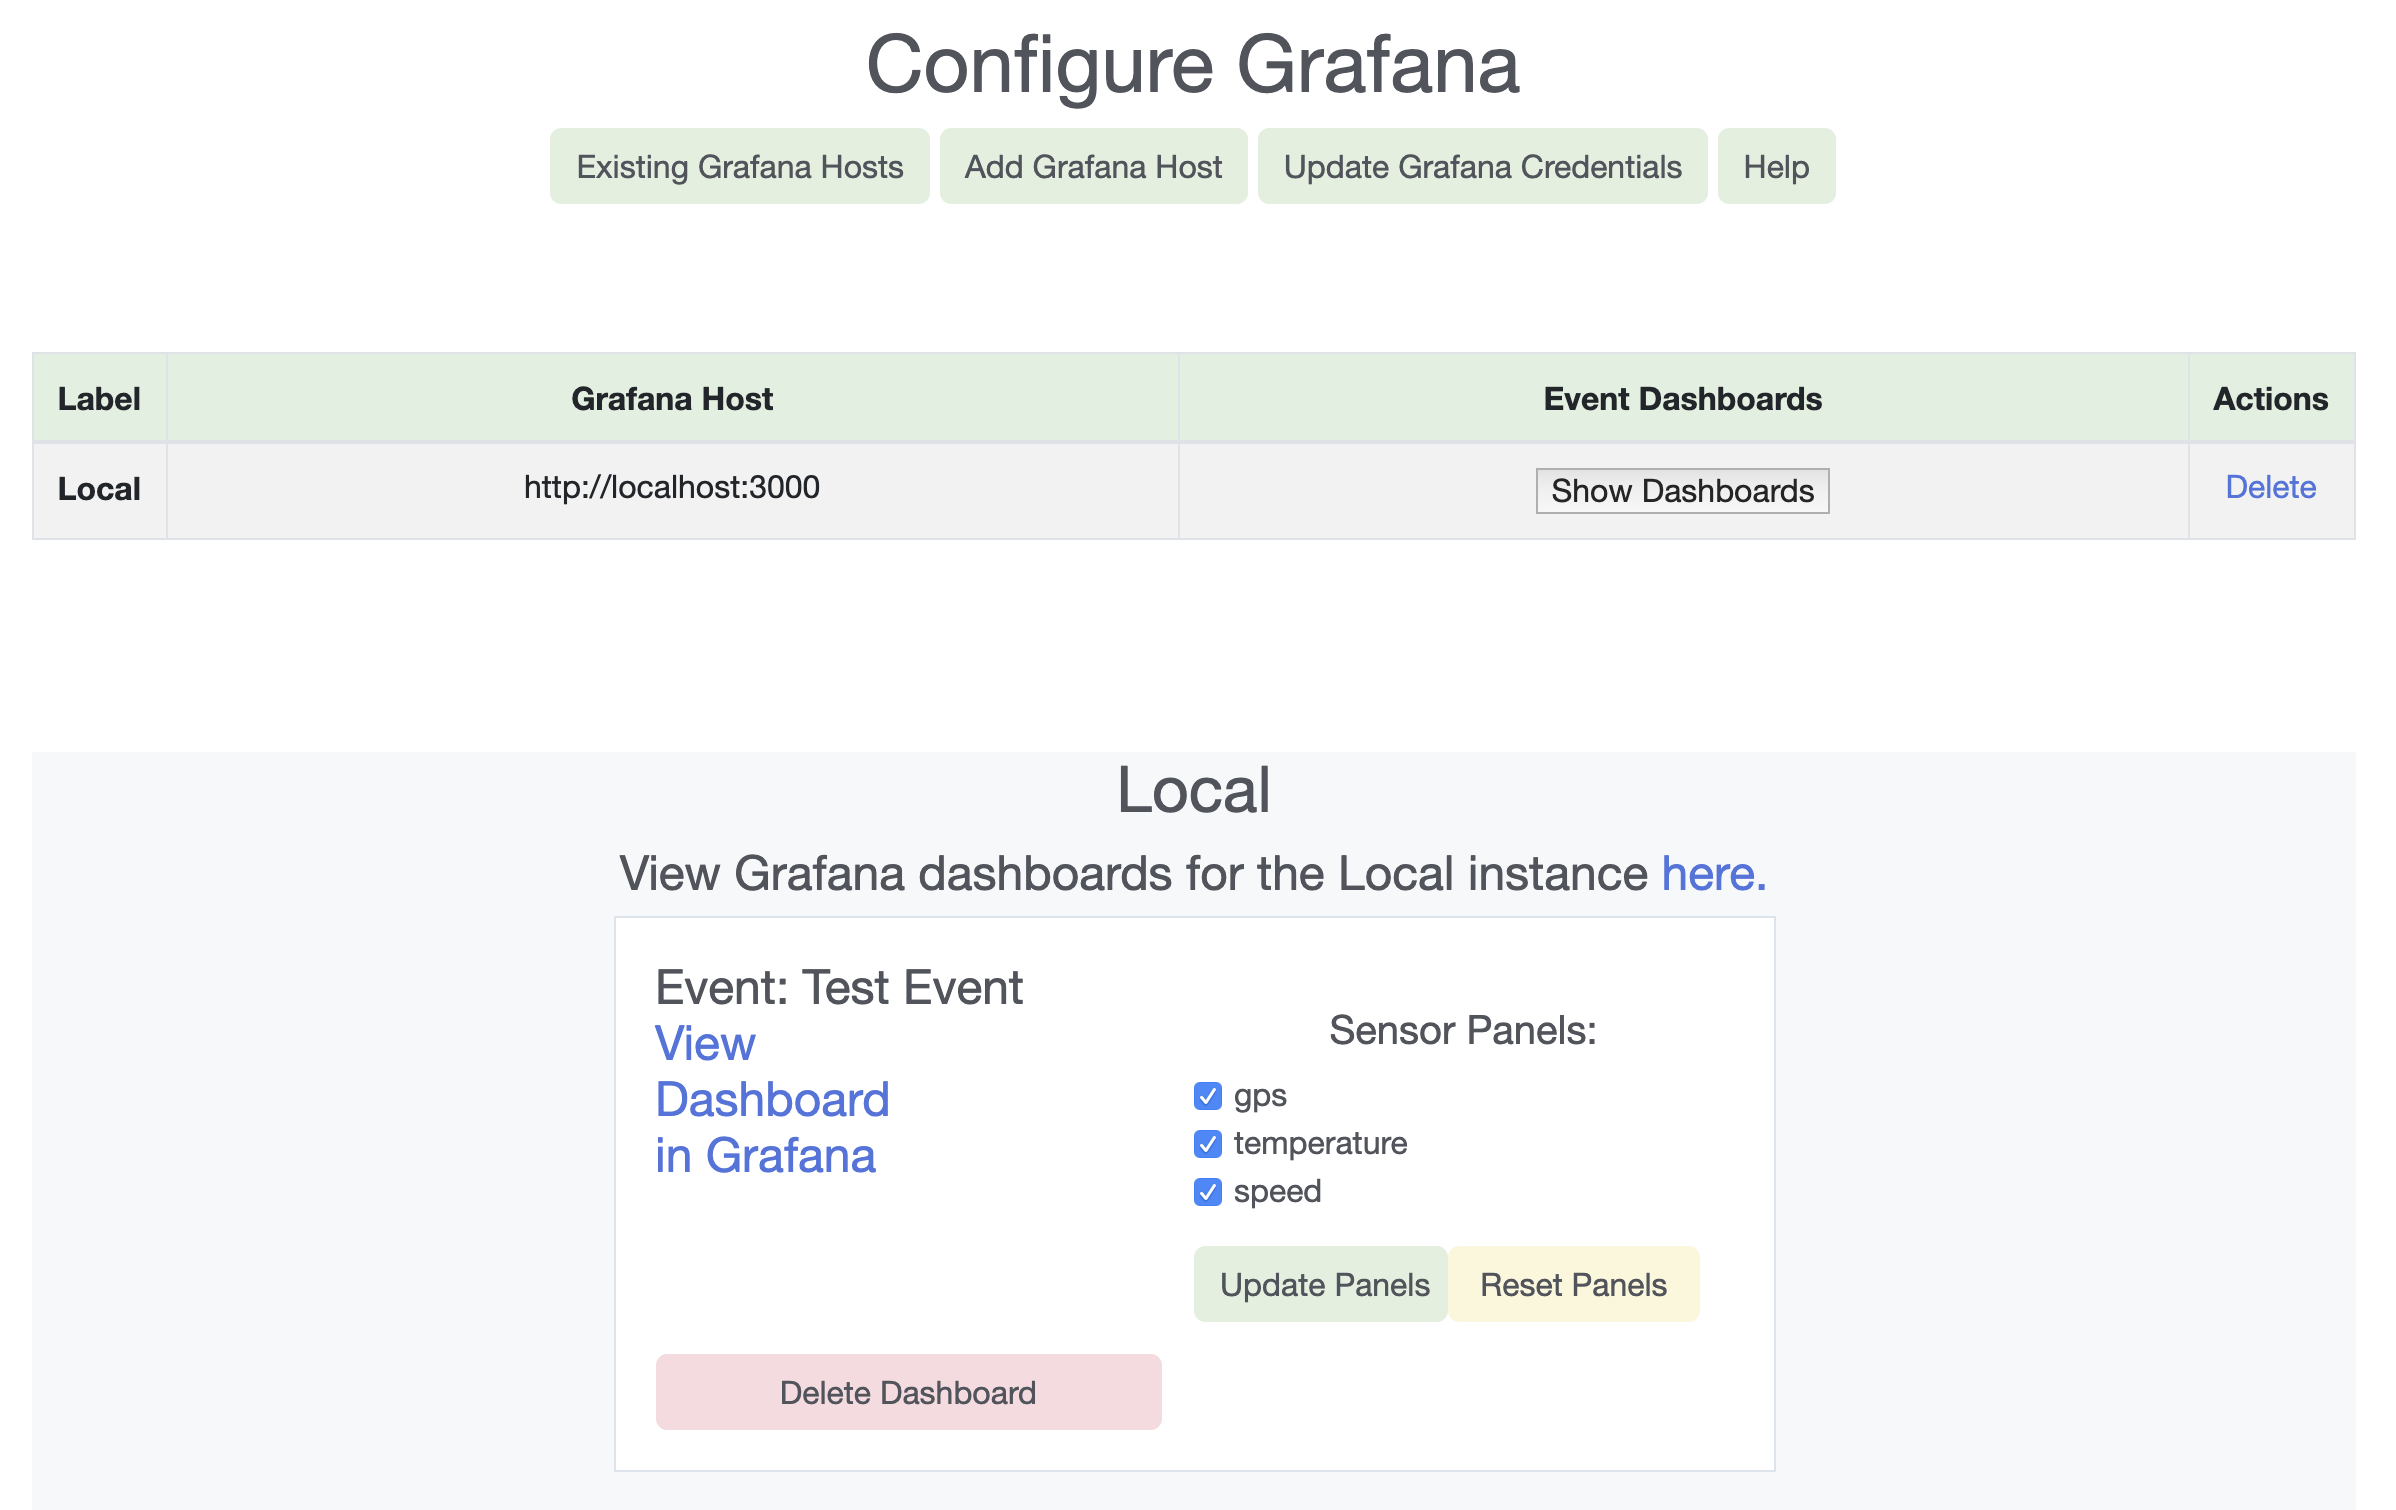 Configure Grafana
Existing Grafana Hosts Add Grafana Host Update Grafana Credentials Help
Label Grafana Host Event Dashboards Actions
Local http://localhost:3000 Show Dashboards Delete
Local
View Grafana dashboards for the Local instance here.
Event: Test Event
View
Dashboard
in Grafana
Sensor Panels:
gps
temperature
speed
Update Panels Reset Panels
Delete Dashboard